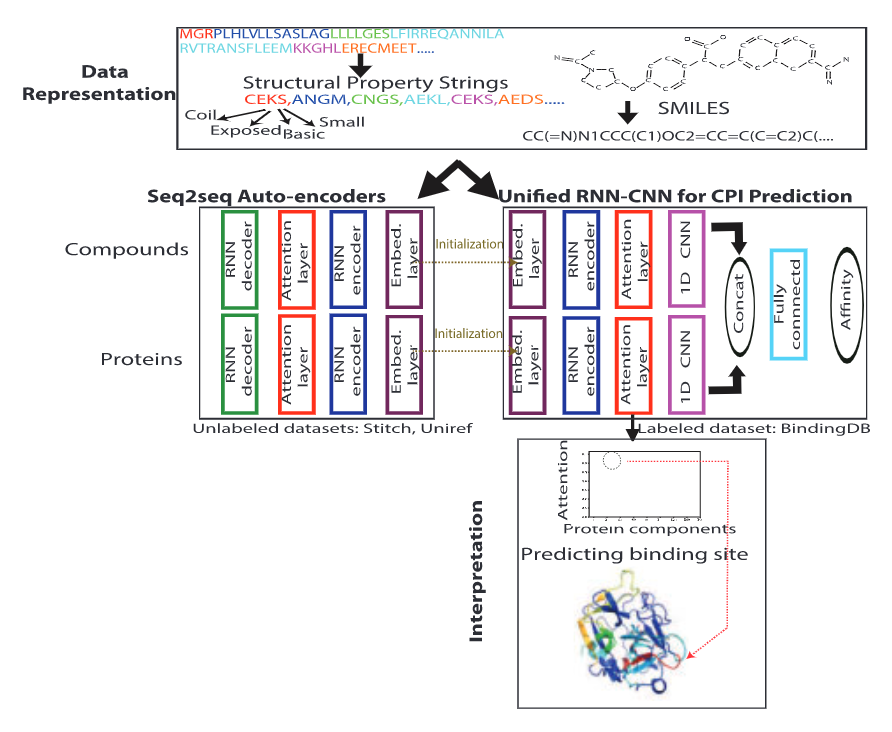 MGRPLHLVLLSASLAGLLLLGESLFIRREQANNILA
RVTRANSFLEEMKKGHLERECMEET.....
Data
Representation
Structural Property Strings
CEKS,ANGM,CNGS,AEKL,CEKS,AEDS.....
Coil
Exposed
Basic
Small
SMILES
CC(=N)N1CCC(C1)OC2=CC=C(C=C2)C(....
Seq2seq Auto-encoders
Unified RNN-CNN for CPI Prediction
Compounds
RNN
decoder
Attention
layer
RNN
encoder
Embed.
layer
Initialization
Embed.
layer
RNN
encoder
Attention
layer
1D CNN
Proteins
RNN
decoder
Attention
layer
RNN
encoder
Embed.
layer
Initialization
Embed.
layer
RNN
encoder
Attention
layer
1D CNN
Concat
Fully
connnectd
Affinity
Unlabeled datasets: Stitch, Uniref
Labeled dataset: BindingDB
Interpretation
Attention
Protein components
Predicting binding site